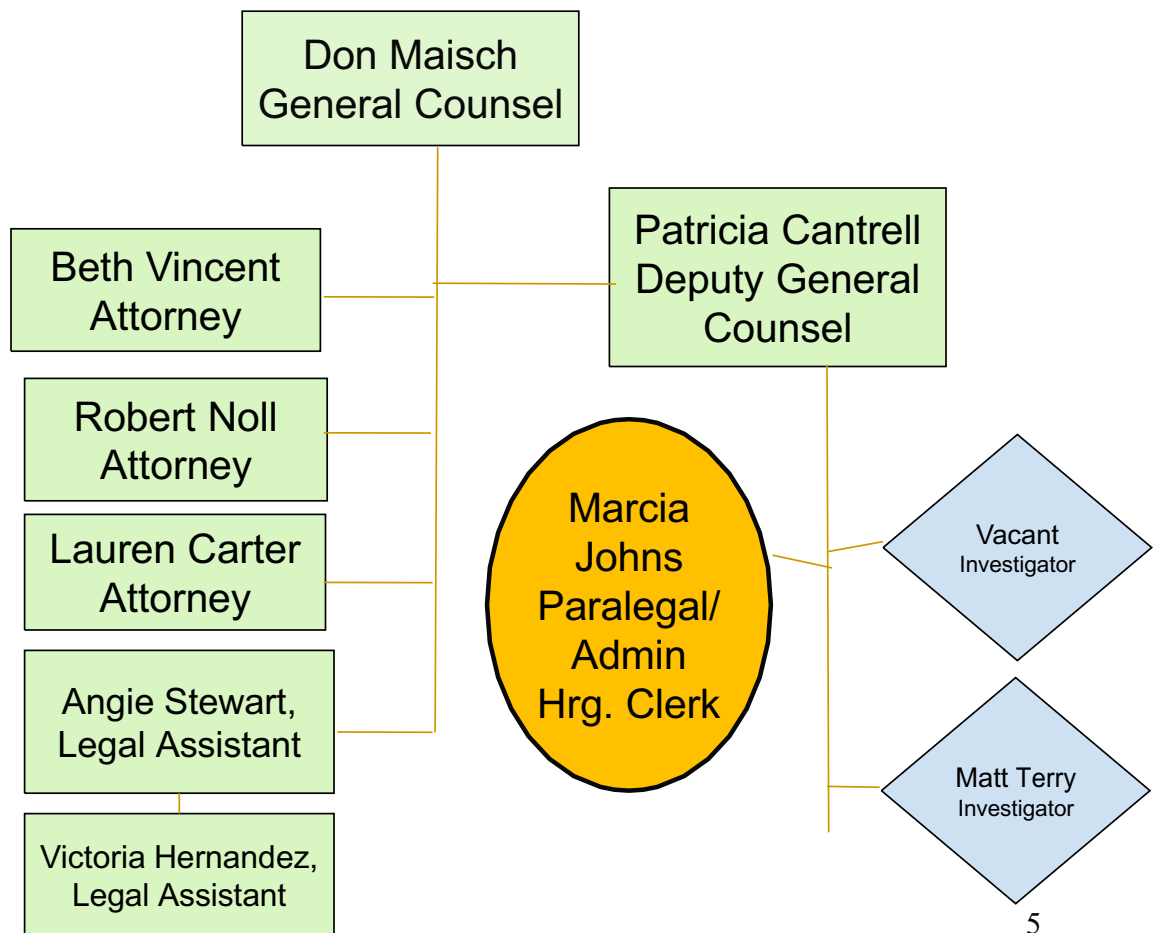 Don Maisch
General Counsel
Patricia Cantrell
Deputy General
Counsel
Beth Vincent
Attorney
Robert Noll
Attorney
Lauren Carter
Attorney
Angie Stewart,
Legal Assistant
Victoria Hernandez,
Legal Assistant
Marcia
Johns
Paralegal/
Admin
Hrg. Clerk
Vacant
Investigator
Matt Terry
Investigator
5